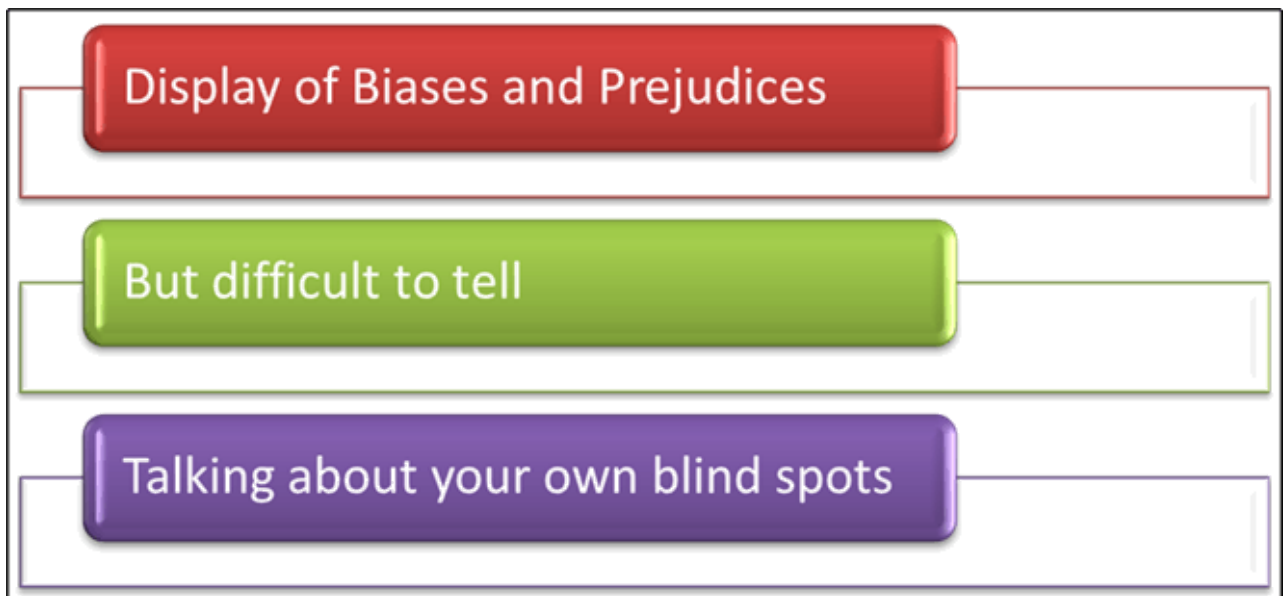 Display of Biases and Prejudices
But difficult to tell
Talking about your own blind spots